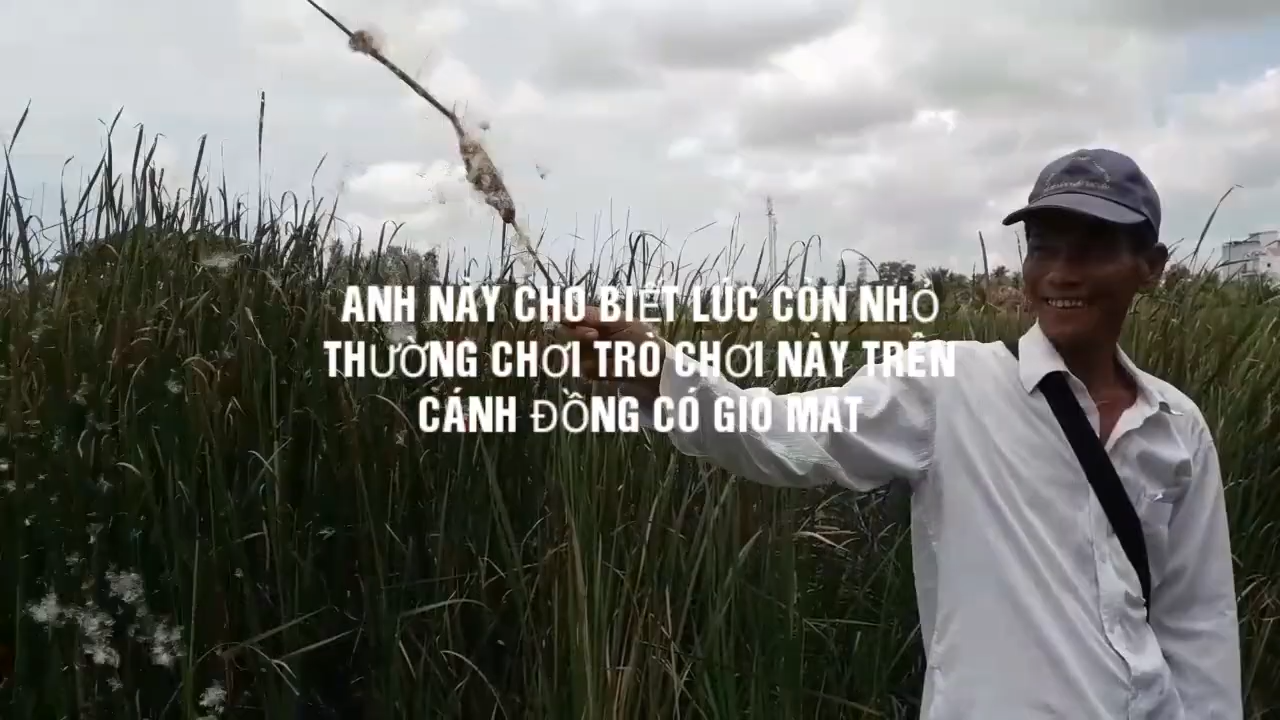 ANH NÀY CHO BIẾT LÚC CÒN NHỎ
THƯỜNG CHƠI TRÒ CHƠI NÀY TRÊN
CÁNH ĐỒNG CÓ GIÓ MÁT